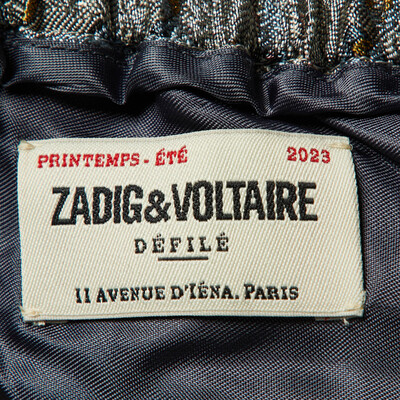 PRINTEMPS - ÉTÉ 2023
ZADIG&VOLTAIRE
DÉFILÉ
11 AVENUE D'IÉNA. PARIS